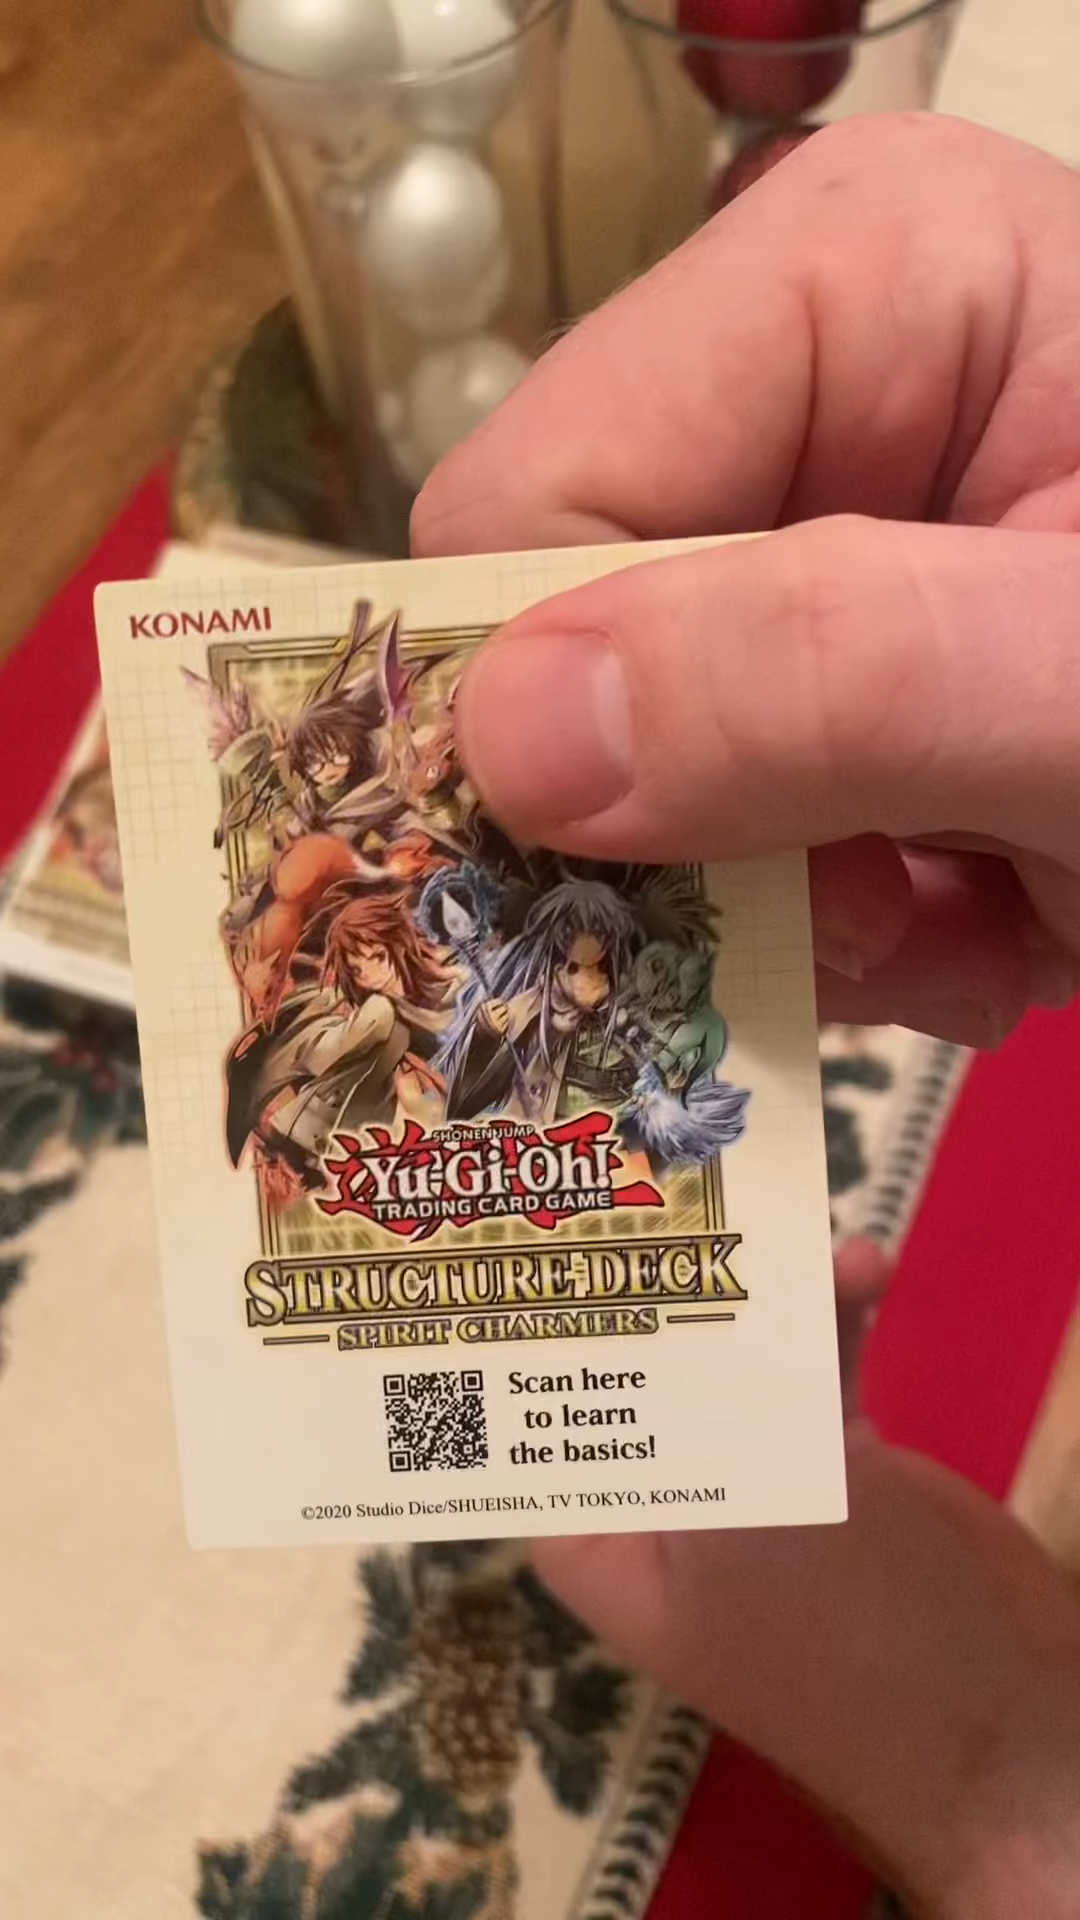 KONAMI
SHONEN JUMP
Yu-Gi-Oh!
TRADING CARD GAME
STRUCTURE DECK
SPIRIT CHARMERS
Scan here
to learn
the basics!
©2020 Studio Dice/SHUEISHA, TV TOKYO, KONAMI